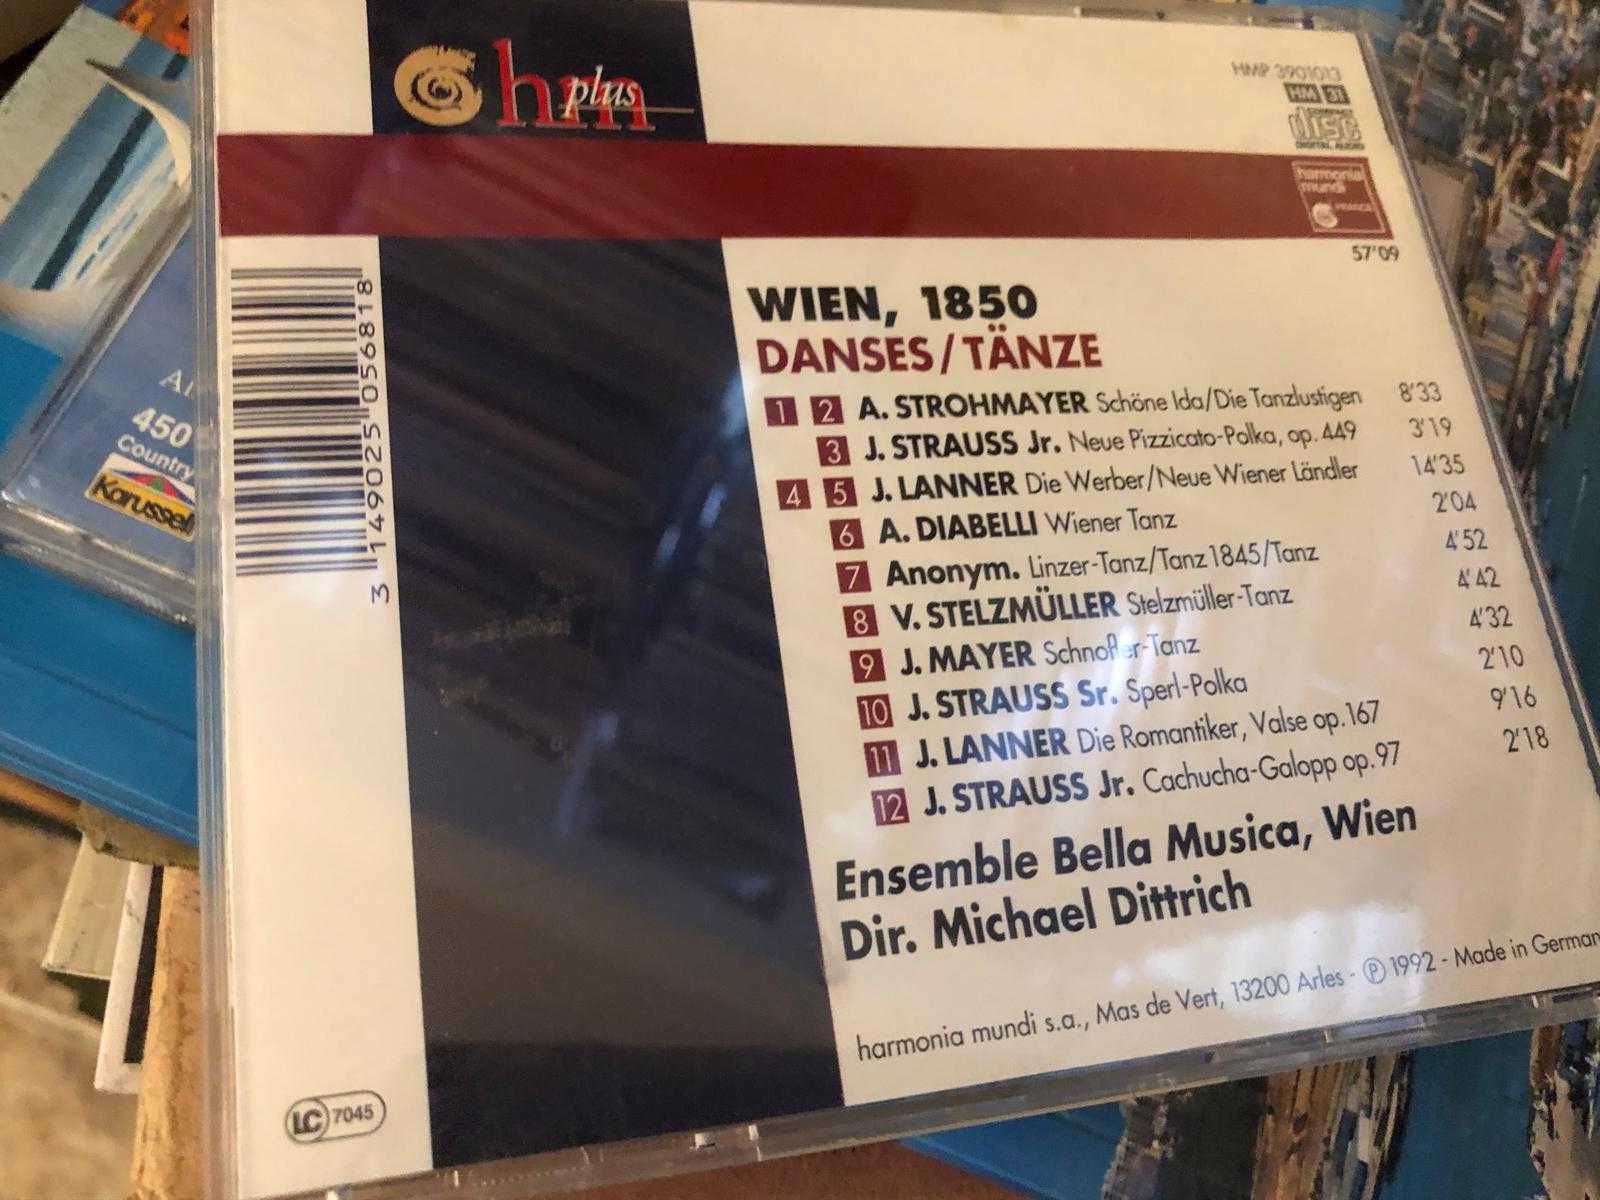 hm plus
HMP 3901013
HM 31
COMPACT
disc
DIGITAL AUDIO
harmonia
mundi
FRANCE
57'09
WIEN, 1850
DANSES/TÄNZE
1 2 A. STROHMAYER Schöne Ida/Die Tanzlustigen 8'33
3 J. STRAUSS Jr. Neue Pizzicato-Polka, op. 449 3'19
4 5 J. LANNER Die Werber/Neue Wiener Ländler 14'35
6 A. DIABELLI Wiener Tanz 2'04
7 Anonym. Linzer-Tanz/Tanz 1845/Tanz 4'52
8 V. STELZMÜLLER Stelzmüller-Tanz 4'42
9 J. MAYER Schnofler-Tanz 4'32
10 J. STRAUSS Sr. Sperl-Polka 2'10
11 J. LANNER Die Romantiker, Valse op.167 9'16
12 J. STRAUSS Jr. Cachucha-Galopp op.97 2'18
Ensemble Bella Musica, Wien
Dir. Michael Dittrich
harmonia mundi s.a., Mas de Vert, 13200 Arles - ℗ 1992 - Made in German
3 149025 056818
LC 7045
450
Country
Karussell